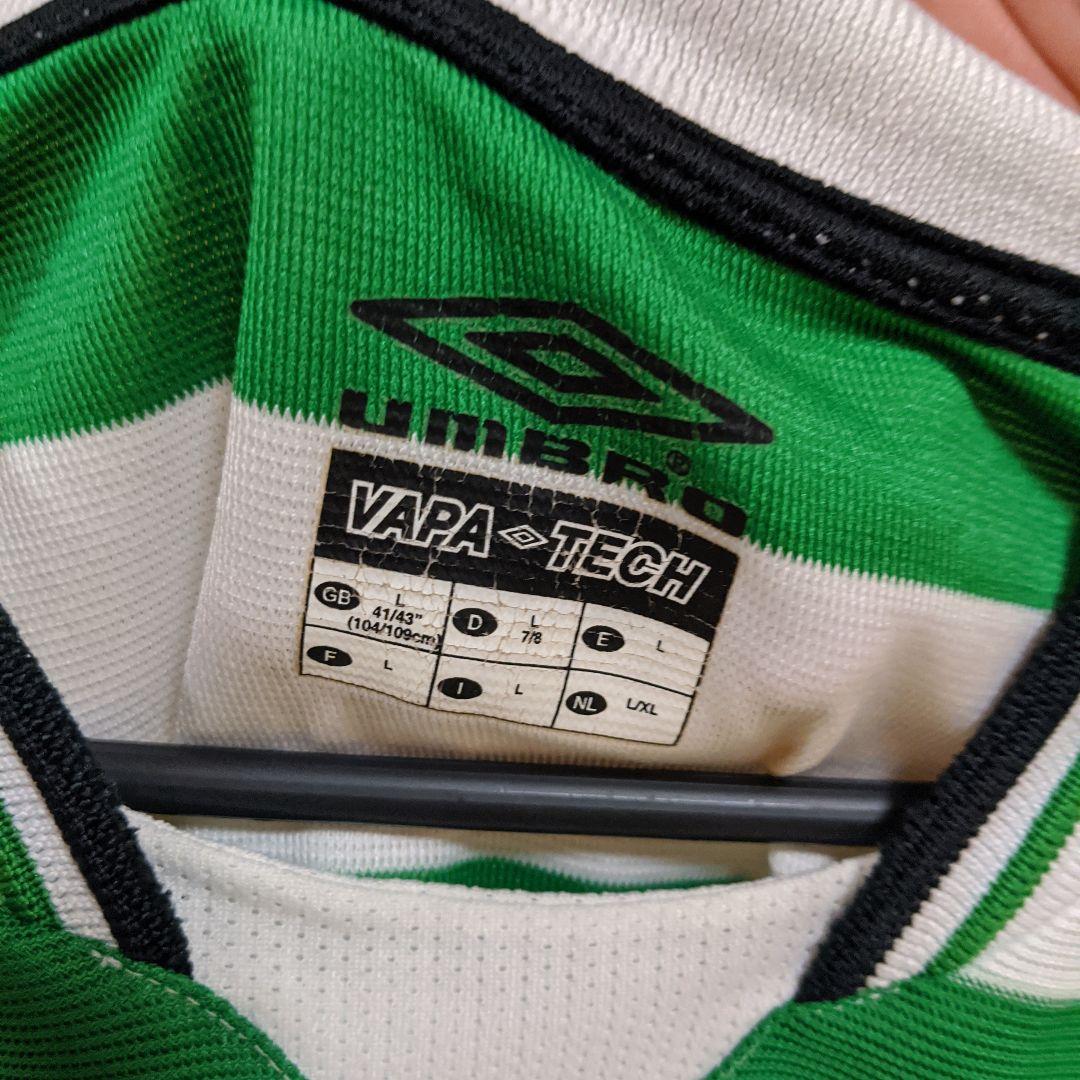 UMBRO®
VAPA TECH
GB L 41/43" (104/109cm)
D L 7/8
E L
F L
I L
NL L/XL